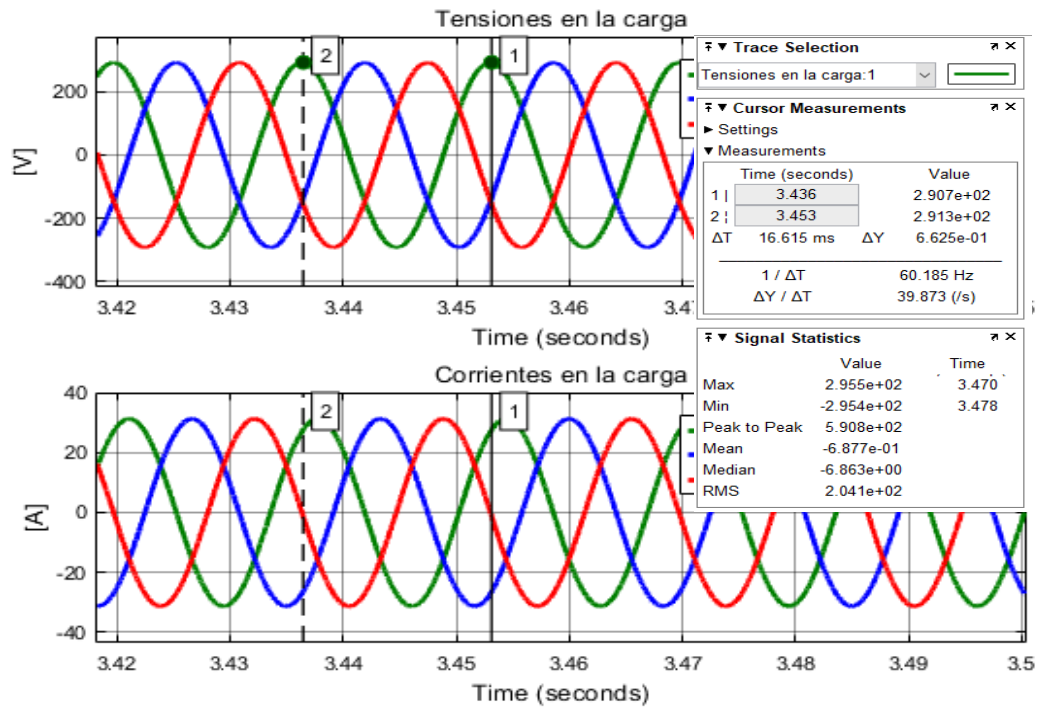 Tensiones en la carga
2
1
200
0
-200
-400
[V]
3.42
3.43
3.44
3.45
3.46
3.47
Time (seconds)
Trace Selection
Tensiones en la carga:1
Cursor Measurements
Settings
Measurements
Time (seconds) Value
1 | 3.436 2.907e+02
2 ¦ 3.453 2.913e+02
ΔT 16.615 ms ΔY 6.625e-01
1 / ΔT 60.185 Hz
ΔY / ΔT 39.873 (/s)
Signal Statistics
Value Time
Max 2.955e+02 3.470
Min -2.954e+02 3.478
Peak to Peak 5.908e+02
Mean -6.877e-01
Median -6.863e+00
RMS 2.041e+02
Corrientes en la carga
2
1
40
20
0
-20
-40
[A]
3.42
3.43
3.44
3.45
3.46
3.47
3.48
3.49
3.5
Time (seconds)